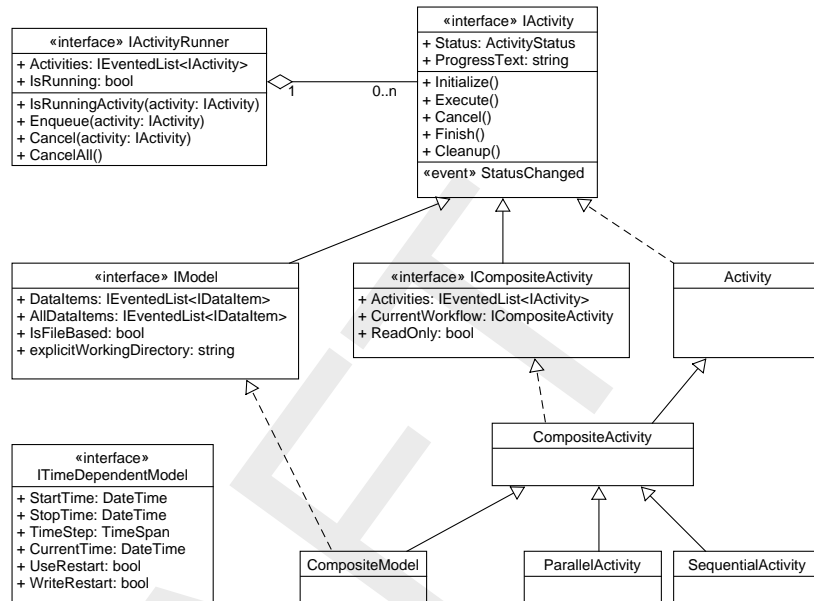 «interface» IActivityRunner
+ Activities: IEventedList<IActivity>
+ IsRunning: bool
+ IsRunningActivity(activity: IActivity)
+ Enqueue(activity: IActivity)
+ Cancel(activity: IActivity)
+ CancelAll()
1
0..n
«interface» IActivity
+ Status: ActivityStatus
+ ProgressText: string
+ Initialize()
+ Execute()
+ Cancel()
+ Finish()
+ Cleanup()
«event» StatusChanged
«interface» IModel
+ DataItems: IEventedList<IDataItem>
+ AllDataItems: IEventedList<IDataItem>
+ IsFileBased: bool
+ explicitWorkingDirectory: string
«interface» ICompositeActivity
+ Activities: IEventedList<IActivity>
+ CurrentWorkflow: ICompositeActivity
+ ReadOnly: bool
Activity
CompositeActivity
«interface»
ITimeDependentModel
+ StartTime: DateTime
+ StopTime: DateTime
+ TimeStep: TimeSpan
+ CurrentTime: DateTime
+ UseRestart: bool
+ WriteRestart: bool
CompositeModel
ParallelActivity
SequentialActivity